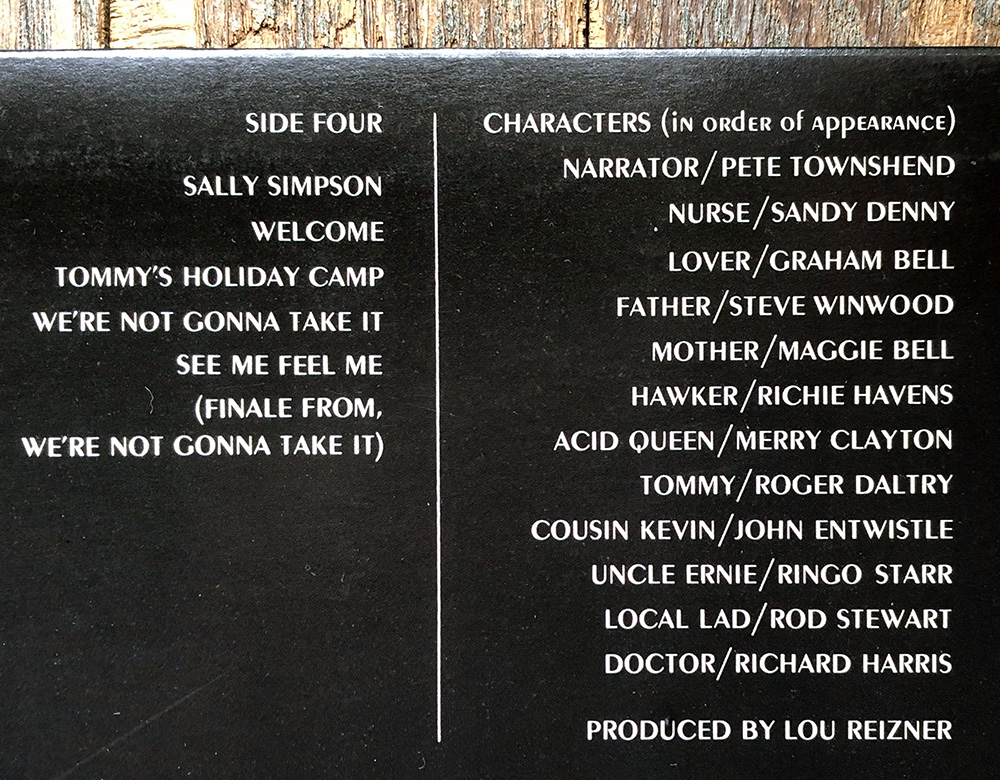 SIDE FOUR
SALLY SIMPSON
WELCOME
TOMMY'S HOLIDAY CAMP
WE'RE NOT GONNA TAKE IT
SEE ME FEEL ME
(FINALE FROM,
WE'RE NOT GONNA TAKE IT)
CHARACTERS (in order of appearance)
NARRATOR/PETE TOWNSHEND
NURSE/SANDY DENNY
LOVER/GRAHAM BELL
FATHER/STEVE WINWOOD
MOTHER/MAGGIE BELL
HAWKER/RICHIE HAVENS
ACID QUEEN/MERRY CLAYTON
TOMMY/ROGER DALTRY
COUSIN KEVIN/JOHN ENTWISTLE
UNCLE ERNIE/RINGO STARR
LOCAL LAD/ROD STEWART
DOCTOR/RICHARD HARRIS
PRODUCED BY LOU REIZNER